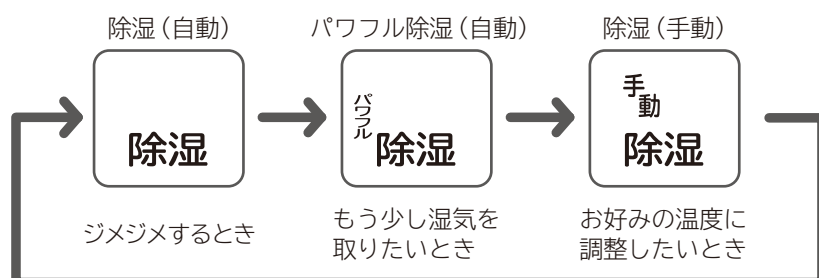 除湿(自動)
パワフル除湿(自動)
除湿(手動)
除湿
パワフル
除湿
手動
除湿
ジメジメするとき
もう少し湿気を
取りたいとき
お好みの温度に
調整したいとき